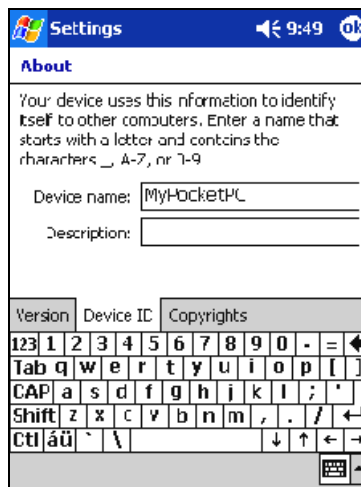 Settings 9:49 ok
About
Your device uses this information to identify
itself to other computers. Enter a name that
starts with a letter and contains the
characters _, A-Z, or 0-9
Device name: MyPocketPC
Description:
Version Device ID Copyrights
123 1 2 3 4 5 6 7 8 9 0 - =
Tab q w e r t y u i o p [ ]
CAP a s d f g h j k l ; '
Shift z x c v b n m , . /
Ctl áü ` \